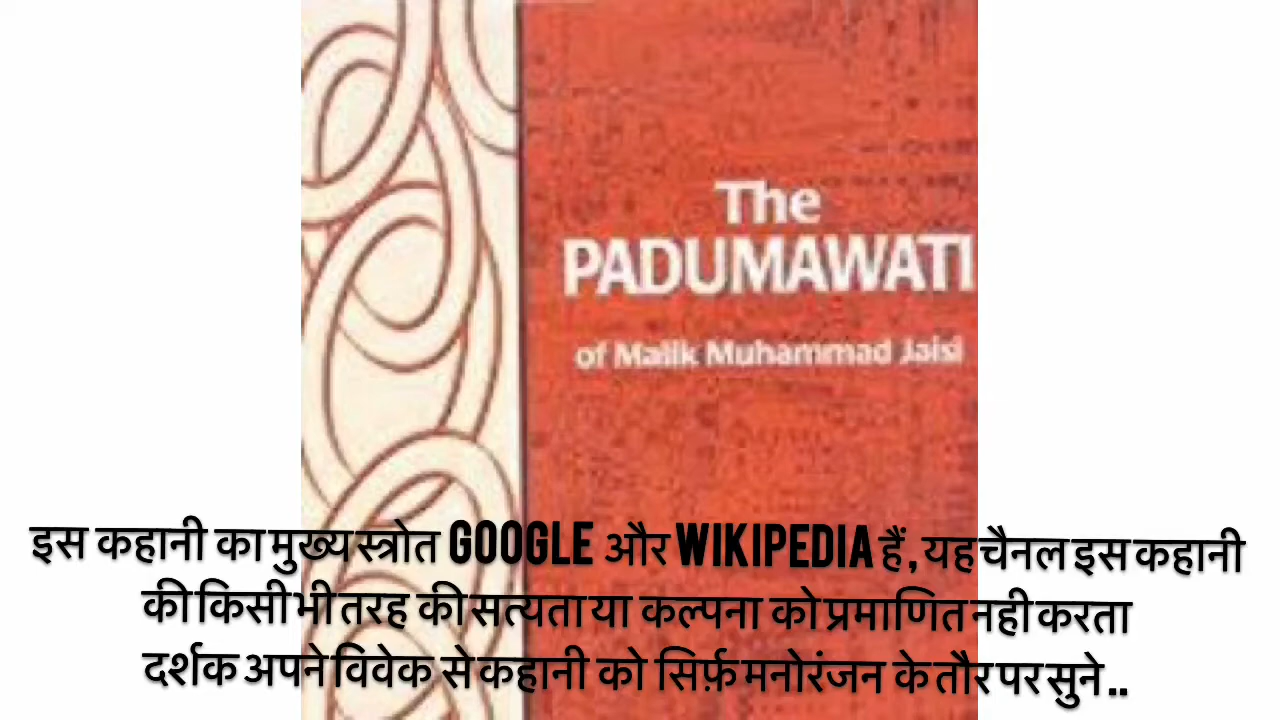 The
PADUMAWATI
of Malik Muhammad Jaisi
इस कहानी का मुख्य स्त्रोत GOOGLE और WIKIPEDIA हैं, यह चैनल इस कहानी
की किसी भी तरह की सत्यता या कल्पना को प्रमाणित नही करता
दर्शक अपने विवेक से कहानी को सिर्फ़ मनोरंजन के तौर पर सुने..